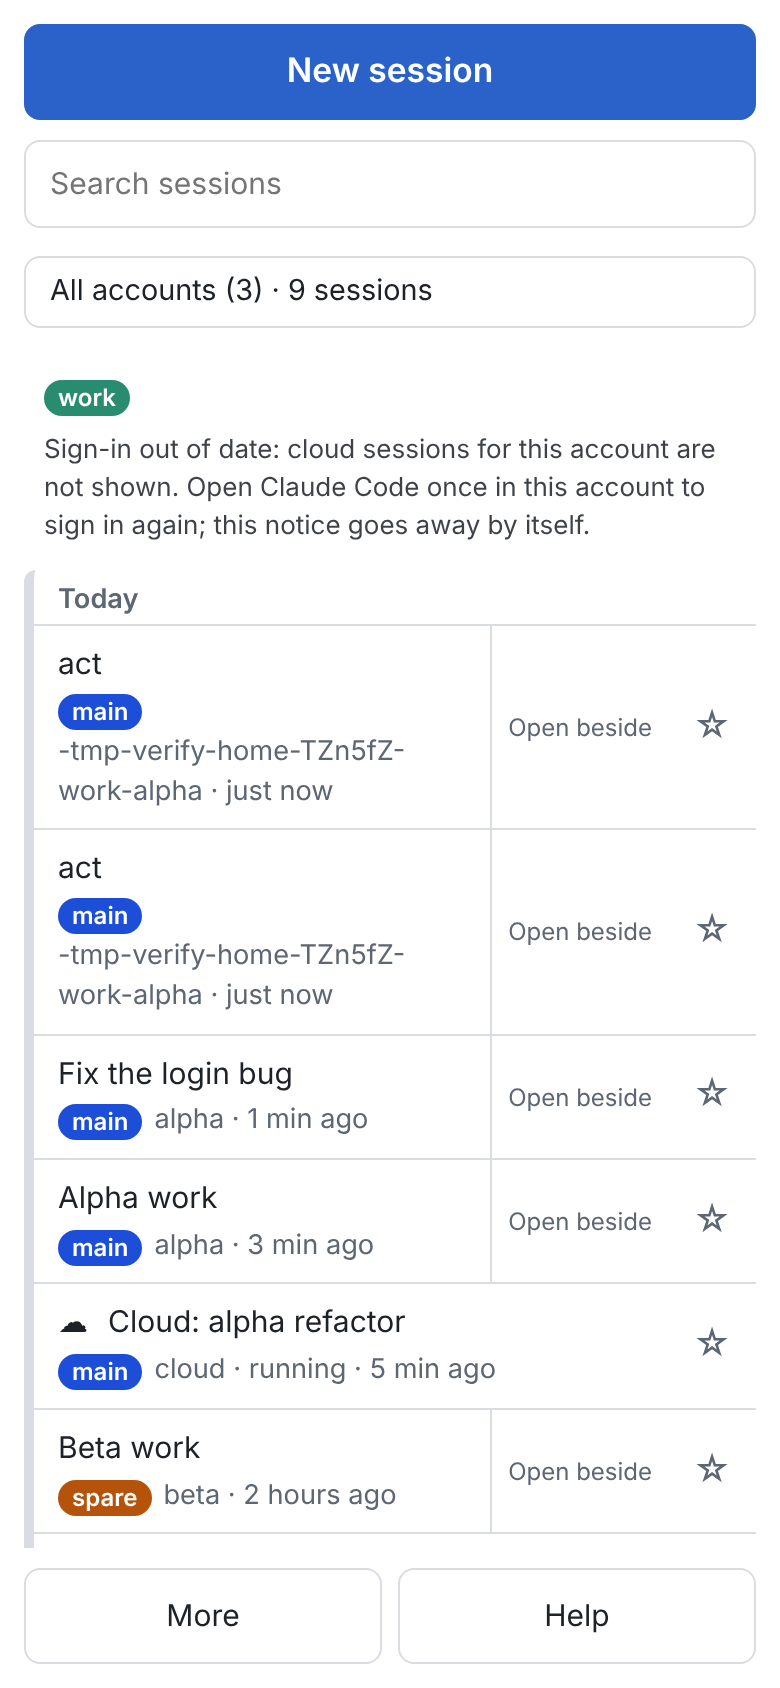 New session
Search sessions
All accounts (3) · 9 sessions
work
Sign-in out of date: cloud sessions for this account are
not shown. Open Claude Code once in this account to
sign in again; this notice goes away by itself.
Today
act
main
-tmp-verify-home-TZn5fZ-
work-alpha · just now
Open beside
act
main
-tmp-verify-home-TZn5fZ-
work-alpha · just now
Open beside
Fix the login bug
main alpha · 1 min ago
Open beside
Alpha work
main alpha · 3 min ago
Open beside
Cloud: alpha refactor
main cloud · running · 5 min ago
Beta work
spare beta · 2 hours ago
Open beside
More
Help